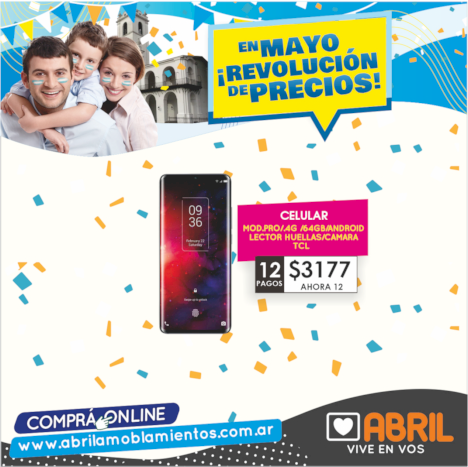 EN MAYO
¡REVOLUCIÓN
DE PRECIOS!
09
36
CELULAR
MOD.PRO/.4G /64GB/ANDROID
LECTOR HUELLAS/CAMARA
TCL
12 PAGOS
$3177
AHORA 12
COMPRÁ ONLINE
www.abrilamoblamientos.com.ar
ABRIL
VIVE EN VOS